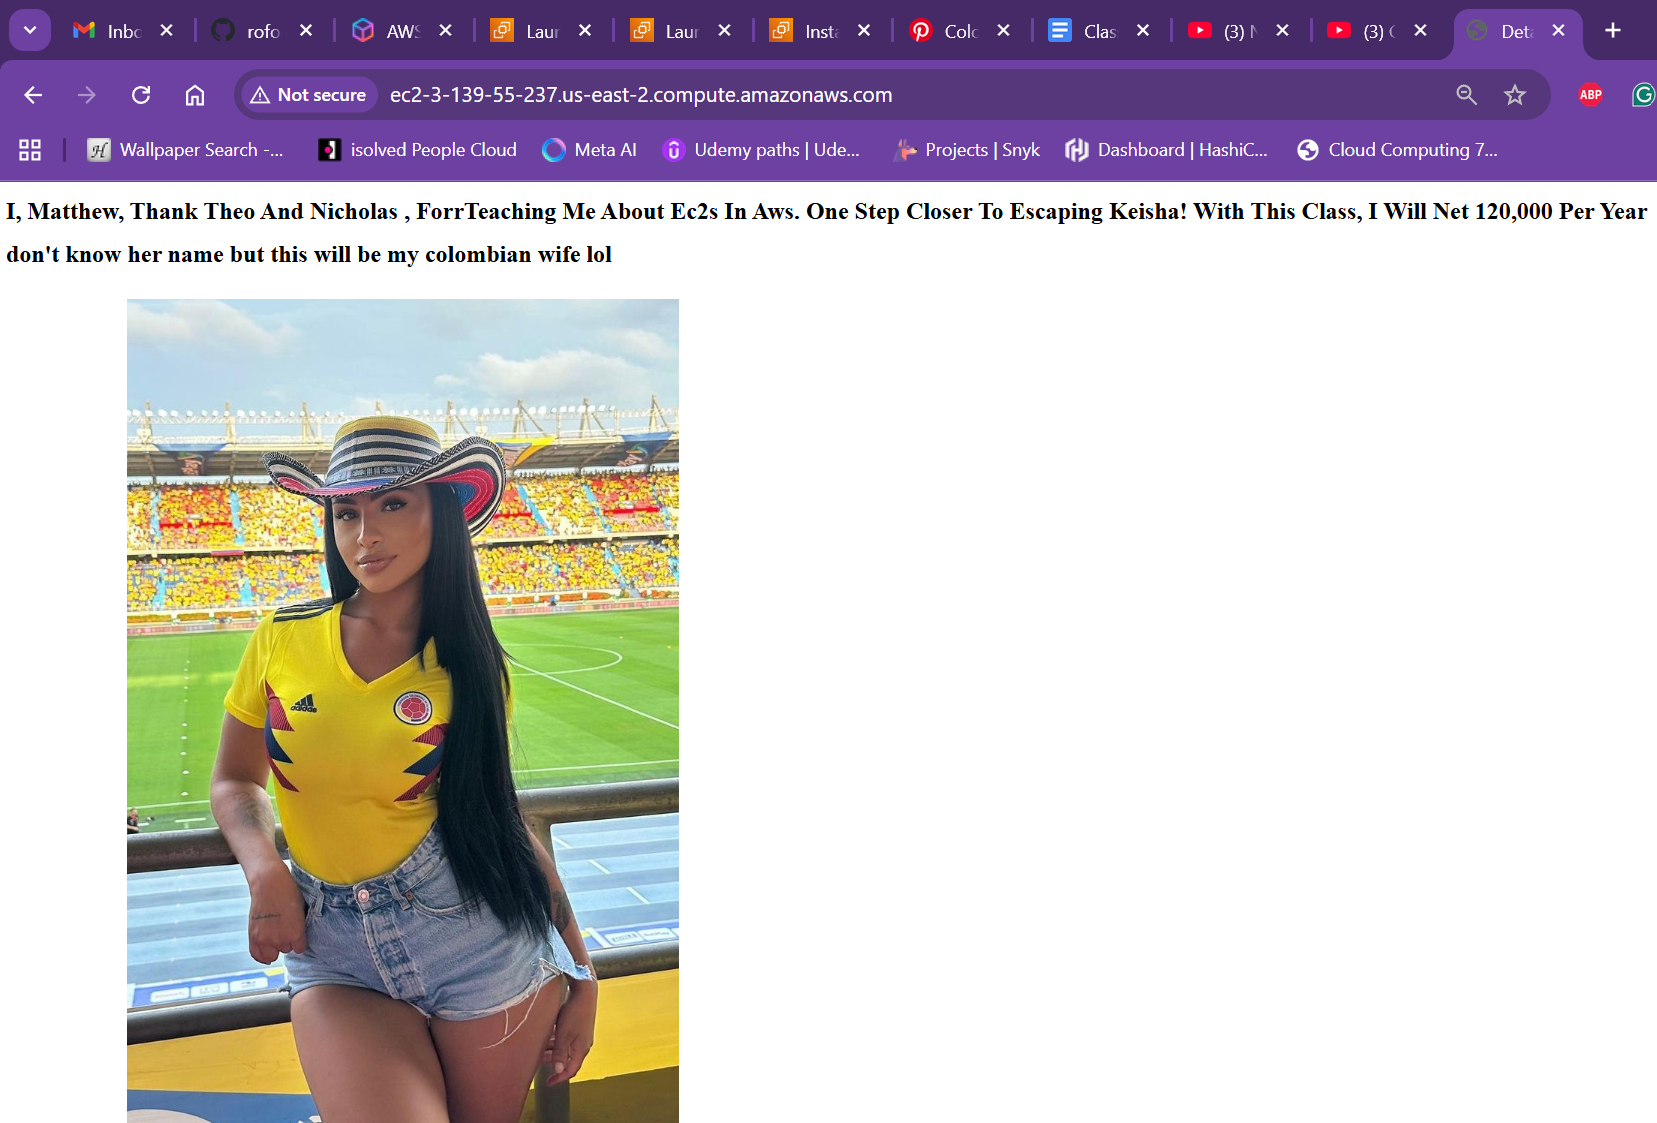 Inbc
rofo
AWS
Laur
Laur
Insta
Colc
Clas
(3) N
(3) (
Deta
Not secure
ec2-3-139-55-237.us-east-2.compute.amazonaws.com
ABP
Wallpaper Search -...
isolved People Cloud
Meta AI
Udemy paths | Ude...
Projects | Snyk
Dashboard | HashiC...
Cloud Computing 7...
I, Matthew, Thank Theo And Nicholas , ForrTeaching Me About Ec2s In Aws. One Step Closer To Escaping Keisha! With This Class, I Will Net 120,000 Per Year
don't know her name but this will be my colombian wife lol
adidas